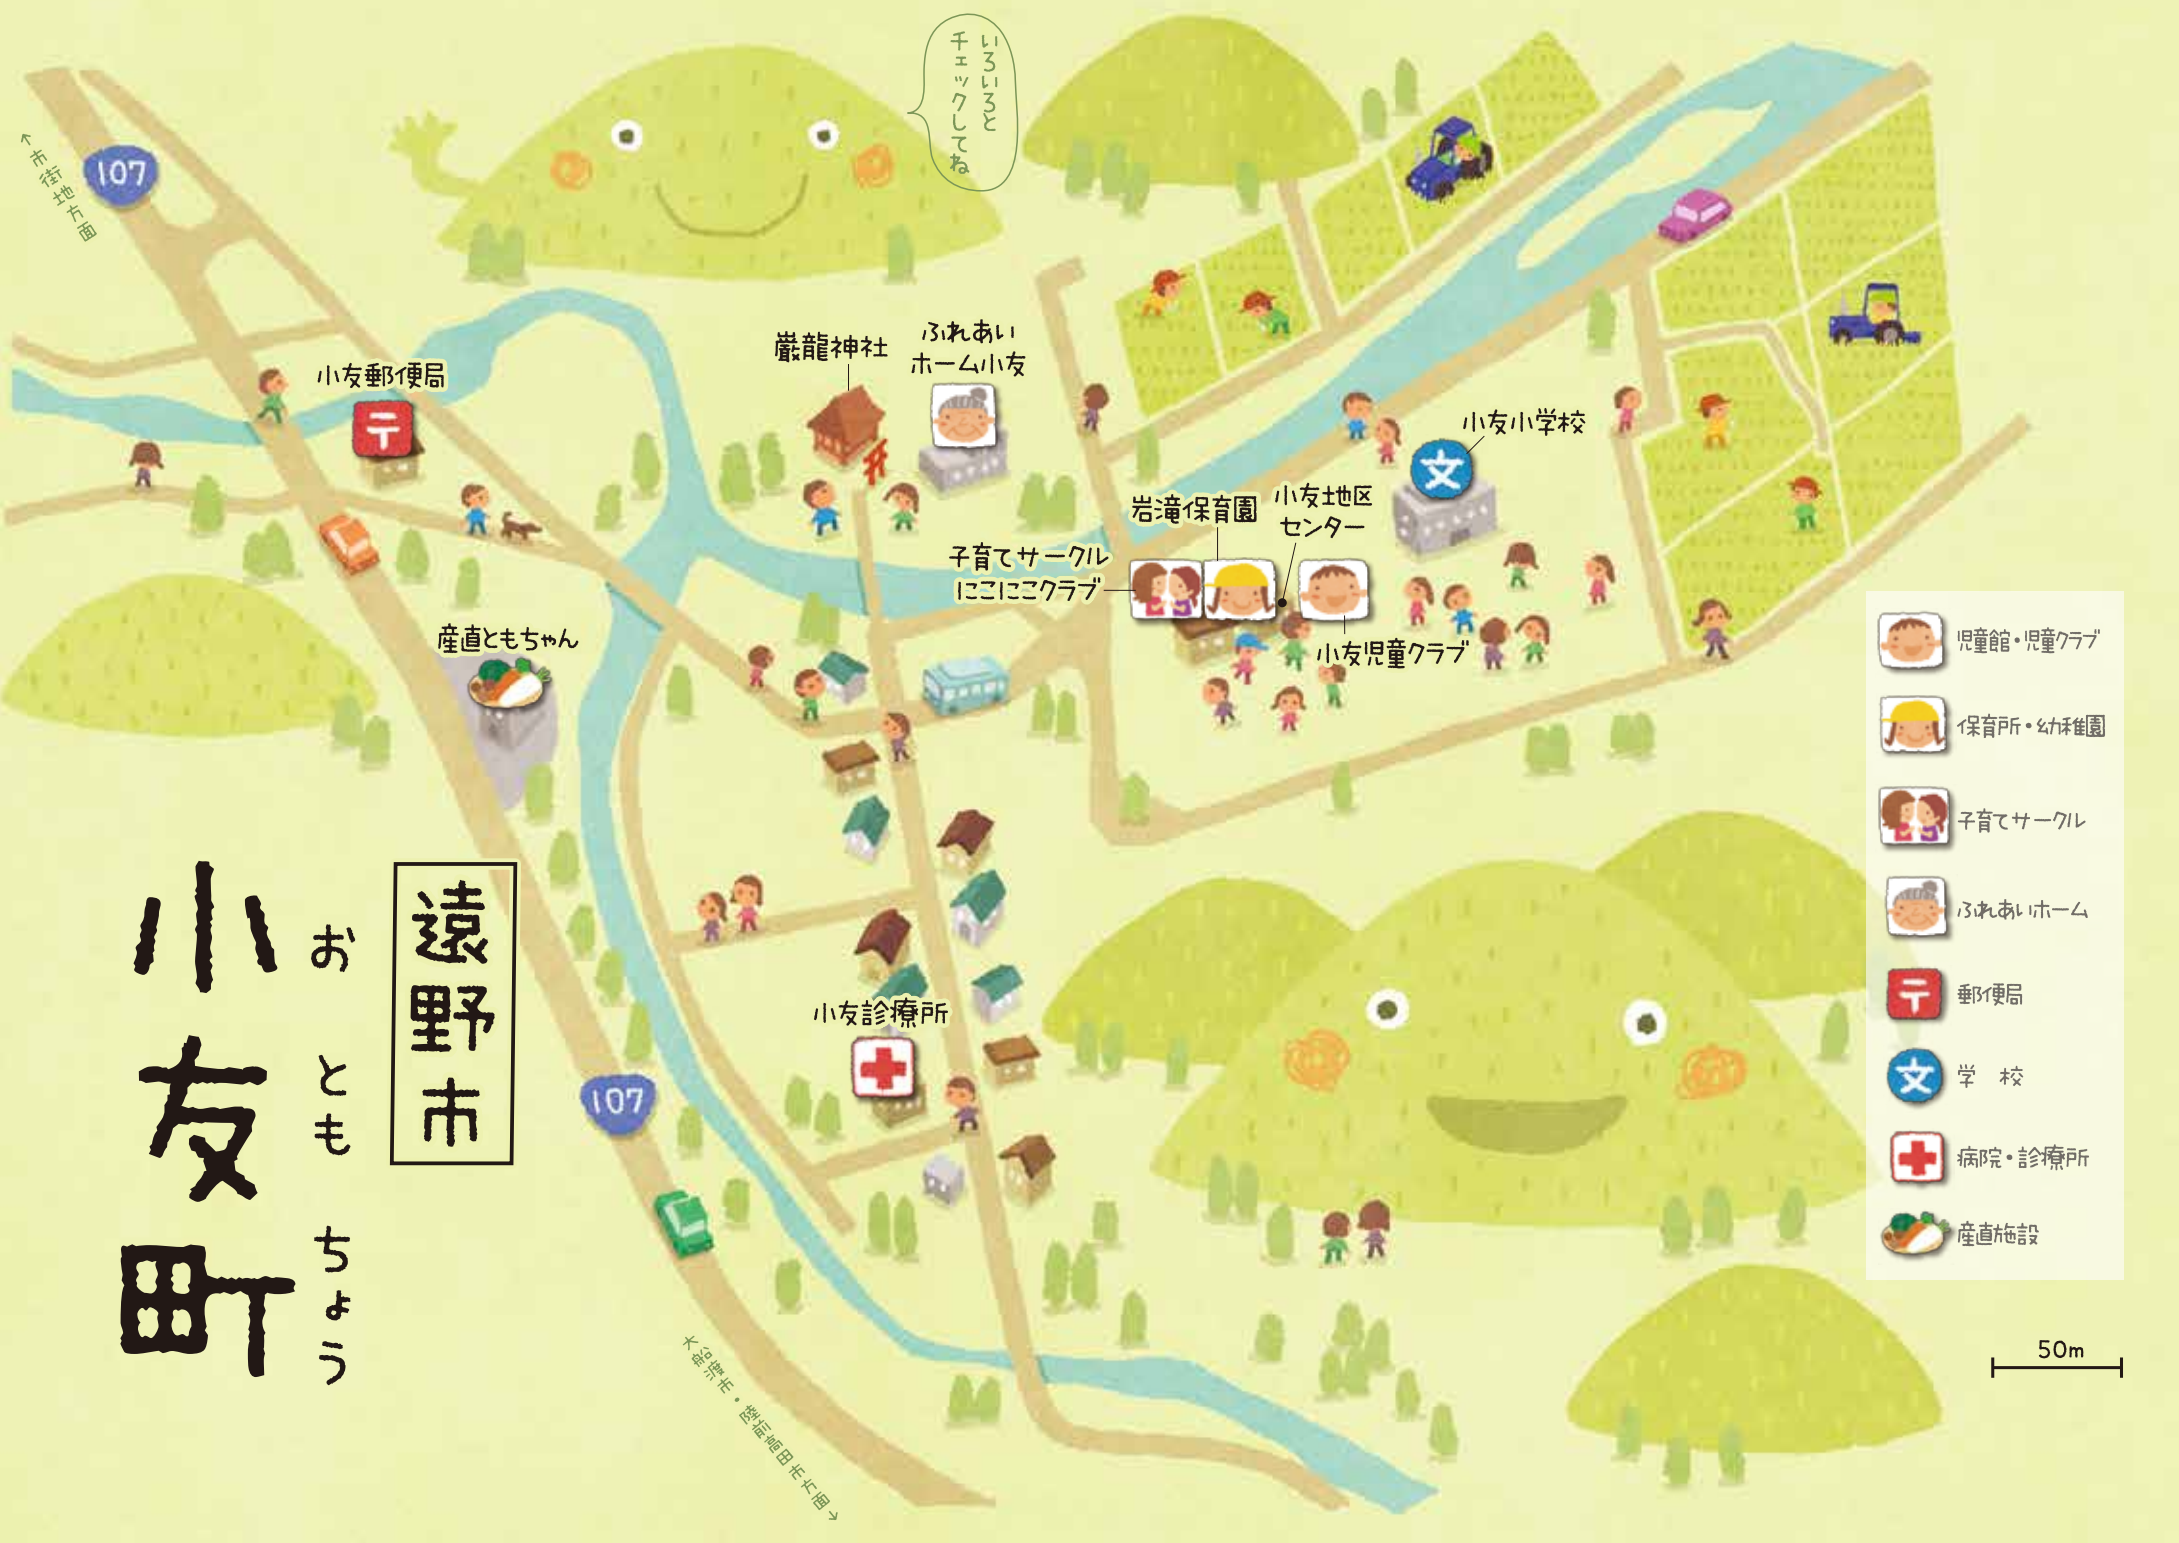 いろいろと
チェックしてね
107
↑市街地方面
小友郵便局
巌龍神社
ふれあい
ホーム小友
小友小学校
岩滝保育園
小友地区
センター
子育てサークル
にこにこクラブ
小友児童クラブ
産直ともちゃん
小友診療所
107
大船渡市・陸前高田市方面↓
遠野市
おともちょう
小友町
児童館・児童クラブ
保育所・幼稚園
子育てサークル
ふれあいホーム
〒
郵便局
文
学 校
病院・診療所
産直施設
50m
〒
文